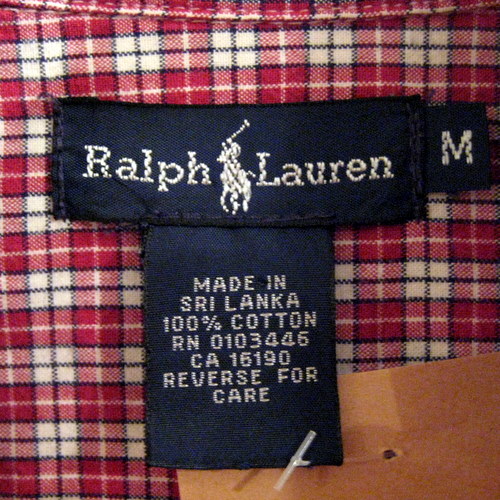 Ralph Lauren
M
MADE IN
SRI LANKA
100% COTTON
RN 0103446
CA 16190
REVERSE FOR
CARE